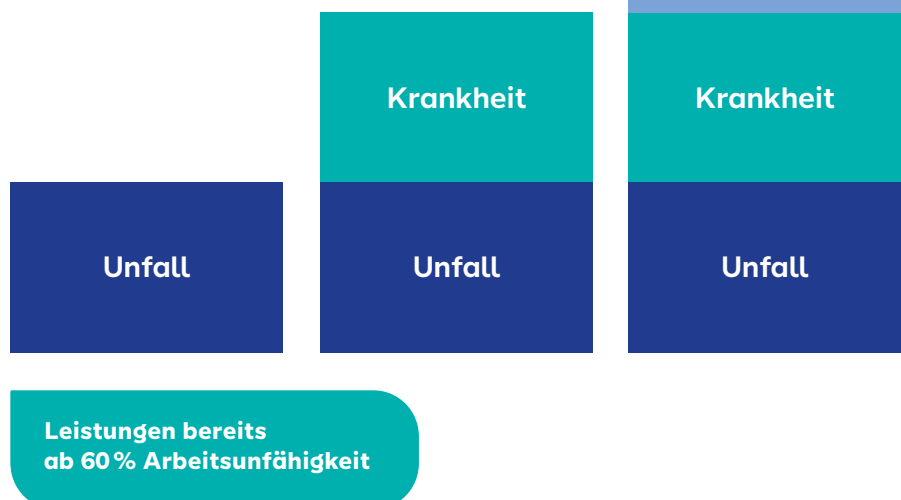 Krankheit
Krankheit
Unfall
Unfall
Unfall
Leistungen bereits
ab 60 % Arbeitsunfähigkeit